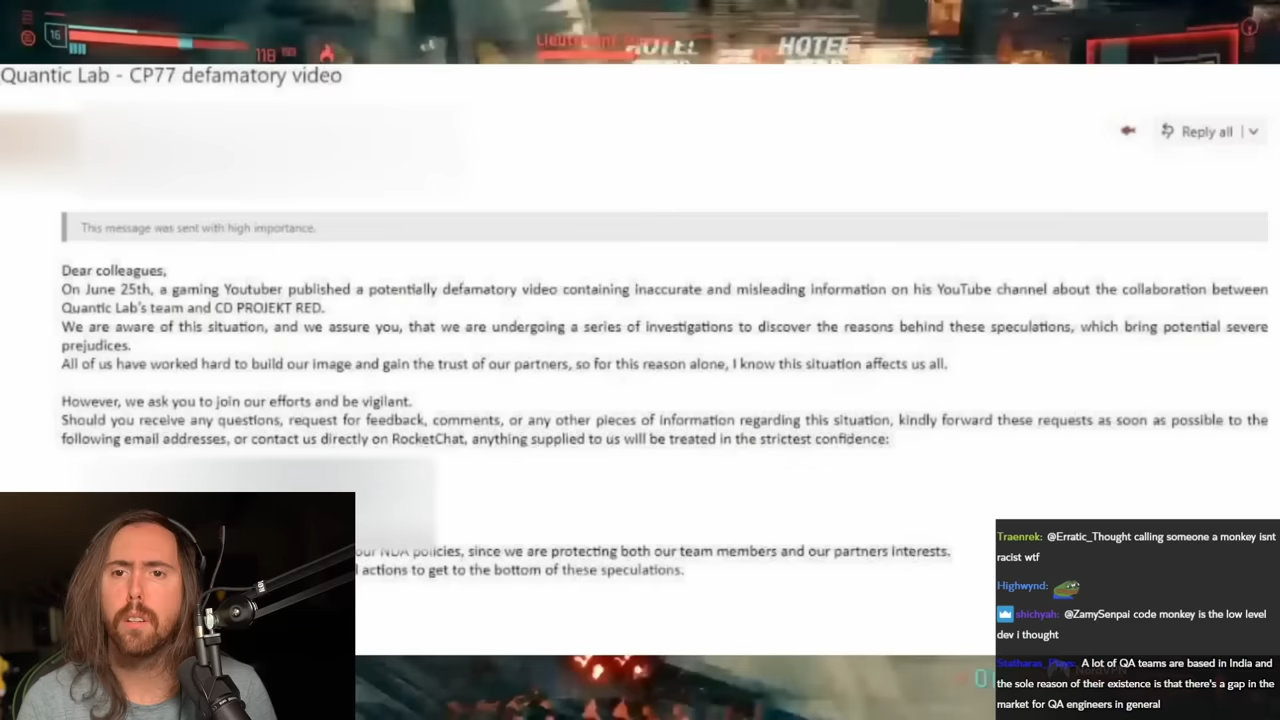 16
118
HOTEL
HOTEL
Quantic Lab - CP77 defamatory video
Reply all
This message was sent with high importance.
Dear colleagues,
On June 25th, a gaming Youtuber published a potentially defamatory video containing inaccurate and misleading information on his YouTube channel about the collaboration between
Quantic Lab's team and CD PROJEKT RED.
We are aware of this situation, and we assure you, that we are undergoing a series of investigations to discover the reasons behind these speculations, which bring potential severe
prejudices.
All of us have worked hard to build our image and gain the trust of our partners, so for this reason alone, I know this situation affects us all.
However, we ask you to join our efforts and be vigilant.
Should you receive any questions, request for feedback, comments, or any other pieces of information regarding this situation, kindly forward these requests as soon as possible to the
following email addresses, or contact us directly on RocketChat, anything supplied to us will be treated in the strictest confidence:
our NDA policies, since we are protecting both our team members and our partners interests.
actions to get to the bottom of these speculations.
Traenrek: @Erratic_Thought calling someone a monkey isnt
racist wtf
Highwynd:
shichyah: @ZamySenpai code monkey is the low level
dev i thought
Statharas_Plays: A lot of QA teams are based in India and
the sole reason of their existence is that there's a gap in the
market for QA engineers in general